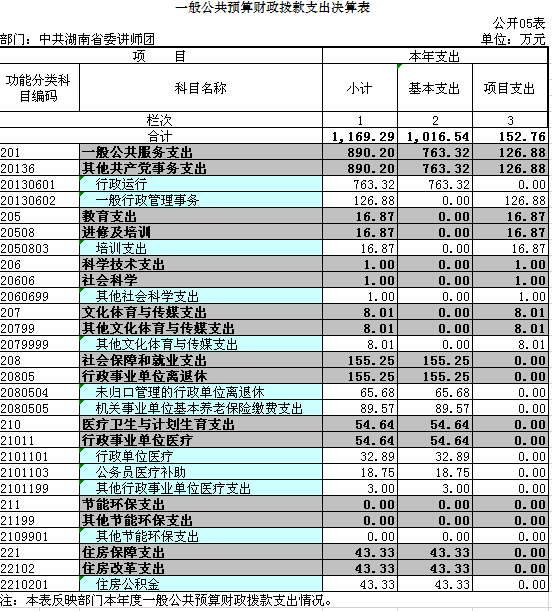 一般公共预算财政拨款支出决算表
公开05表
部门：中共湖南省委讲师团 单位：万元
项 目 本年支出
功能分类科目编码 科目名称 小计 基本支出 项目支出
栏次 1 2 3
合计 1,169.29 1,016.54 152.76
201 一般公共服务支出 890.20 763.32 126.88
20136 其他共产党事务支出 890.20 763.32 126.88
20130601 行政运行 763.32 763.32 0.00
20130602 一般行政管理事务 126.88 0.00 126.88
205 教育支出 16.87 0.00 16.87
20508 进修及培训 16.87 0.00 16.87
2050803 培训支出 16.87 0.00 16.87
206 科学技术支出 1.00 0.00 1.00
20606 社会科学 1.00 0.00 1.00
2060699 其他社会科学支出 1.00 0.00 1.00
207 文化体育与传媒支出 8.01 0.00 8.01
20799 其他文化体育与传媒支出 8.01 0.00 8.01
2079999 其他文化体育与传媒支出 8.01 0.00 8.01
208 社会保障和就业支出 155.25 155.25 0.00
20805 行政事业单位离退休 155.25 155.25 0.00
2080504 未归口管理的行政单位离退休 65.68 65.68 0.00
2080505 机关事业单位基本养老保险缴费支出 89.57 89.57 0.00
210 医疗卫生与计划生育支出 54.64 54.64 0.00
21011 行政事业单位医疗 54.64 54.64 0.00
2101101 行政单位医疗 32.89 32.89 0.00
2101103 公务员医疗补助 18.75 18.75 0.00
2101199 其他行政事业单位医疗支出 3.00 3.00 0.00
211 节能环保支出 0.00 0.00 0.00
21199 其他节能环保支出 0.00 0.00 0.00
2109901 其他节能环保支出 0.00 0.00 0.00
221 住房保障支出 43.33 43.33 0.00
22102 住房改革支出 43.33 43.33 0.00
2210201 住房公积金 43.33 43.33 0.00
注：本表反映部门本年度一般公共预算财政拨款支出情况。